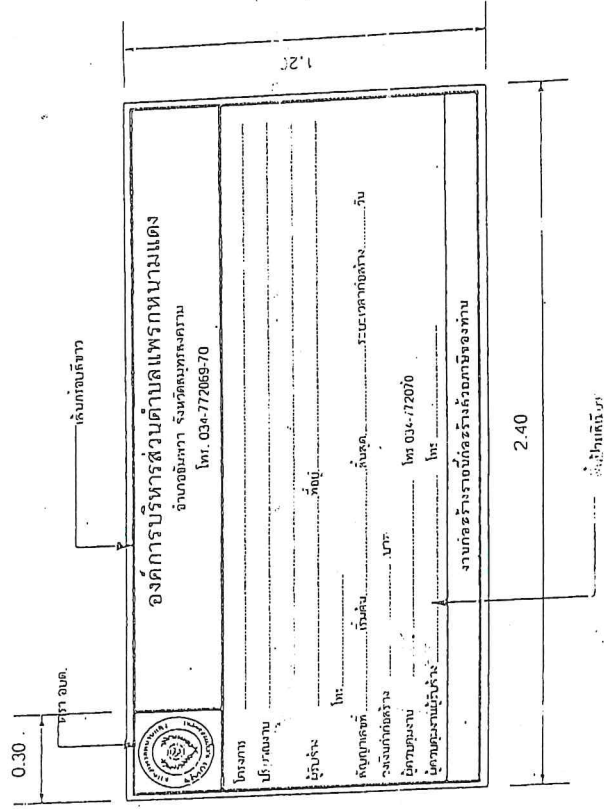 0.30
ตรา อบต.
เส้นกรอบสีขาว
องค์การบริหารส่วนตำบลแพรกหนามแดง
อำเภออัมพวา จังหวัดสมุทรสงคราม
โทร. 034-772069-70
โครงการ
ปริมาณงาน
ผู้รับจ้าง ที่อยู่
โทร.
สัญญาเลขที่ เริ่มต้น สิ้นสุด ระยะเวลาก่อสร้าง วัน
วงเงินค่าก่อสร้าง บาท
ผู้ควบคุมงาน โทร 034-772070
ผู้ควบคุมงานผู้รับจ้าง โทร
งานก่อสร้างรายนี้ก่อสร้างด้วยภาษีของท่าน
2.40